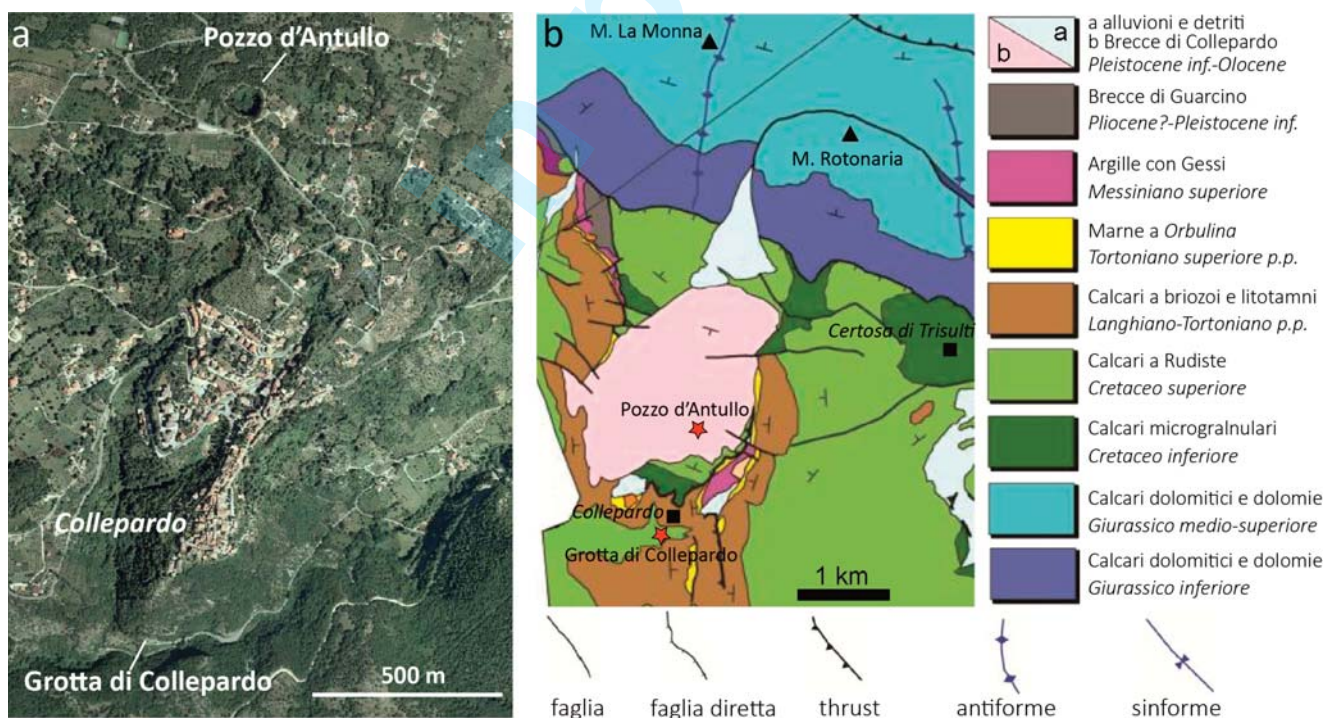 a
Pozzo d'Antullo
Collepardo
Grotta di Collepardo
500 m
b
M. La Monna
M. Rotonaria
Certosa di Trisulti
Pozzo d'Antullo
Collepardo
Grotta di Collepardo
1 km
a
b
a alluvioni e detriti
b Brecce di Collepardo
Pleistocene inf.-Olocene
Brecce di Guarcino
Pliocene?-Pleistocene inf.
Argille con Gessi
Messiniano superiore
Marne a Orbulina
Tortoniano superiore p.p.
Calcari a briozoi e litotamni
Langhiano-Tortoniano p.p.
Calcari a Rudiste
Cretaceo superiore
Calcari microgralnulari
Cretaceo inferiore
Calcari dolomitici e dolomie
Giurassico medio-superiore
Calcari dolomitici e dolomie
Giurassico inferiore
faglia
faglia diretta
thrust
antiforme
sinforme